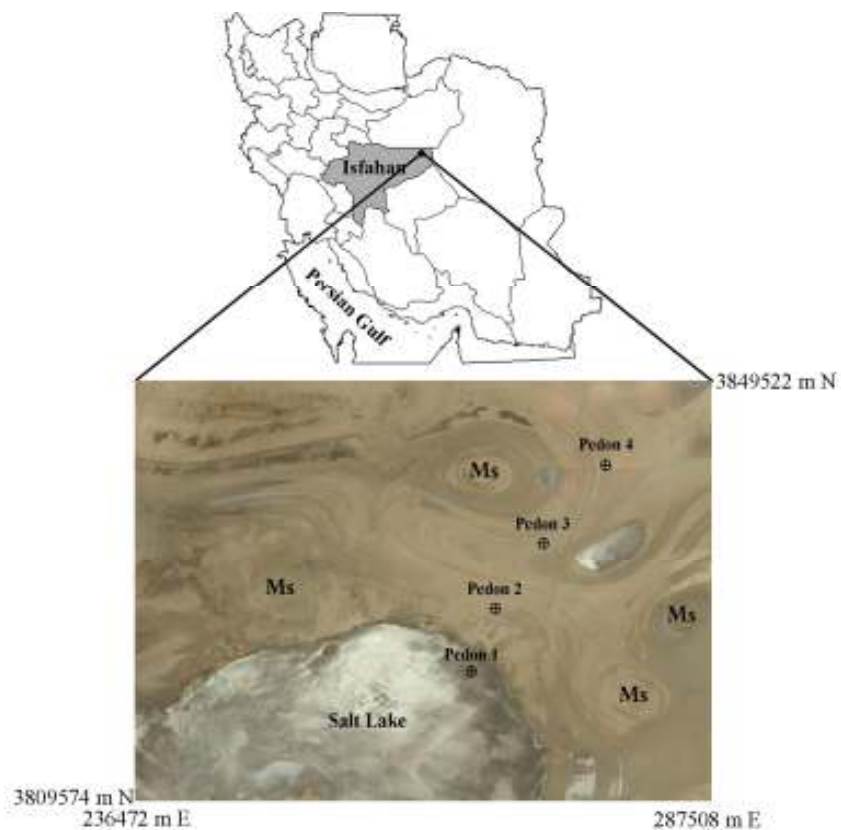 Isfahan
Persian Gulf
3849522 m N
Pedon 4
Ms
Pedon 3
Ms
Pedon 2
Ms
Pedon 1
Ms
Salt Lake
3809574 m N
236472 m E
287508 m E